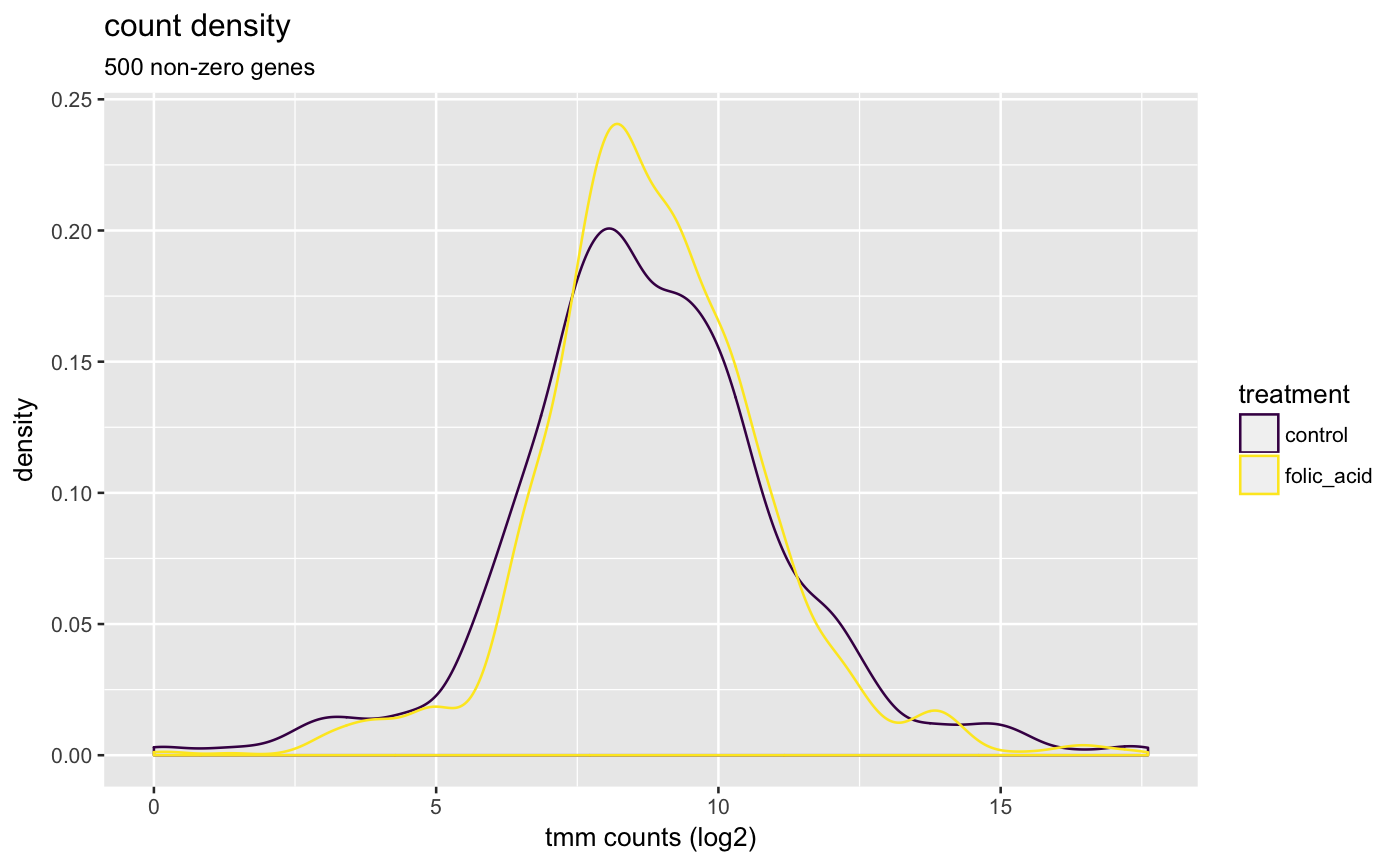 count density
500 non-zero genes
0.25
0.20
0.15
0.10
0.05
0.00
density
0 5 10 15
tmm counts (log2)
treatment
control
folic_acid